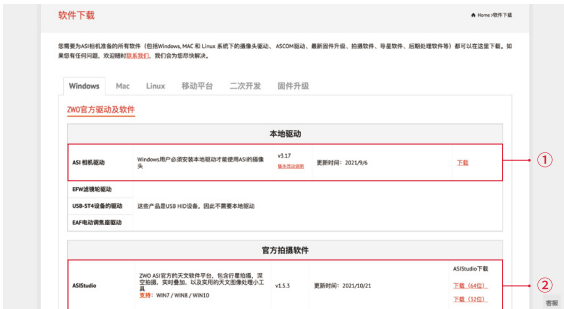 软件下载
Home /软件下载
您需要为ASI相机准备的所有软件（包括Windows, MAC 和 Linux 系统下的摄像头驱动、 ASCOM驱动、最新固件升级、拍摄软件、导星软件、后期处理软件等）都可以在这里下载。如
果您有任何问题，欢迎随时联系我们，我们会为您尽快解决。
Windows Mac Linux 移动平台 二次开发 固件升级
ZWO官方驱动及软件
本地驱动
ASI 相机驱动 Windows用户必须安装本地驱动才能使用ASI的摄像头 v3.17 版本改动说明 更新时间：2021/9/6 下载 ①
EFW滤镜轮驱动
USB-ST4设备的驱动 这些产品是USB HID设备，因此不需要本地驱动
EAF电动调焦器驱动
官方拍摄软件
ASIStudio下载
ASIStudio ZWO ASI官方的天文软件平台，包含行星拍摄，深
空拍摄，实时叠加，以及实用的天文图像处理小工
具
支持：WIN7 / WIN8 / WIN10
v1.5.3 更新时间：2021/10/21 下载（64位） ②
下载（32位）
客服